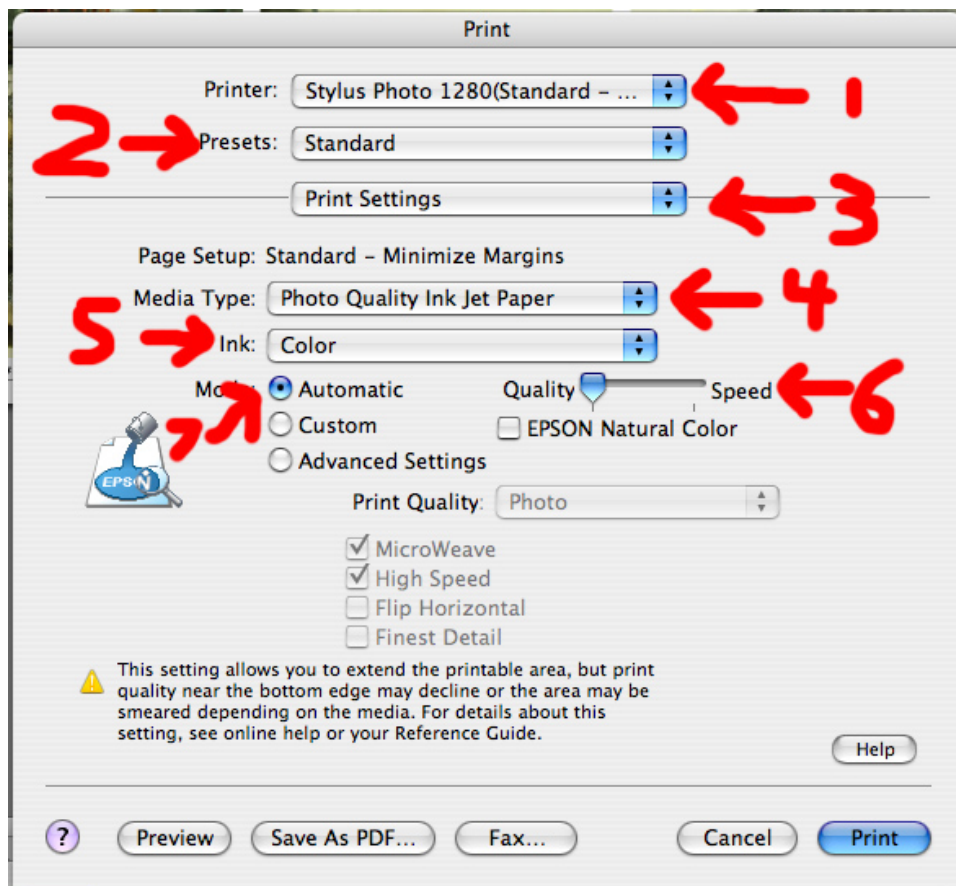 Print
Printer: Stylus Photo 1280(Standard - ... 1
2 Presets: Standard
Print Settings 3
Page Setup: Standard - Minimize Margins
Media Type: Photo Quality Ink Jet Paper 4
5 Ink: Color
Automatic Quality Speed 6
7 Custom EPSON Natural Color
EPSON Advanced Settings
Print Quality: Photo
MicroWeave
High Speed
Flip Horizontal
Finest Detail
This setting allows you to extend the printable area, but print
quality near the bottom edge may decline or the area may be
smeared depending on the media. For details about this
setting, see online help or your Reference Guide.
Help
? Preview Save As PDF... Fax... Cancel Print